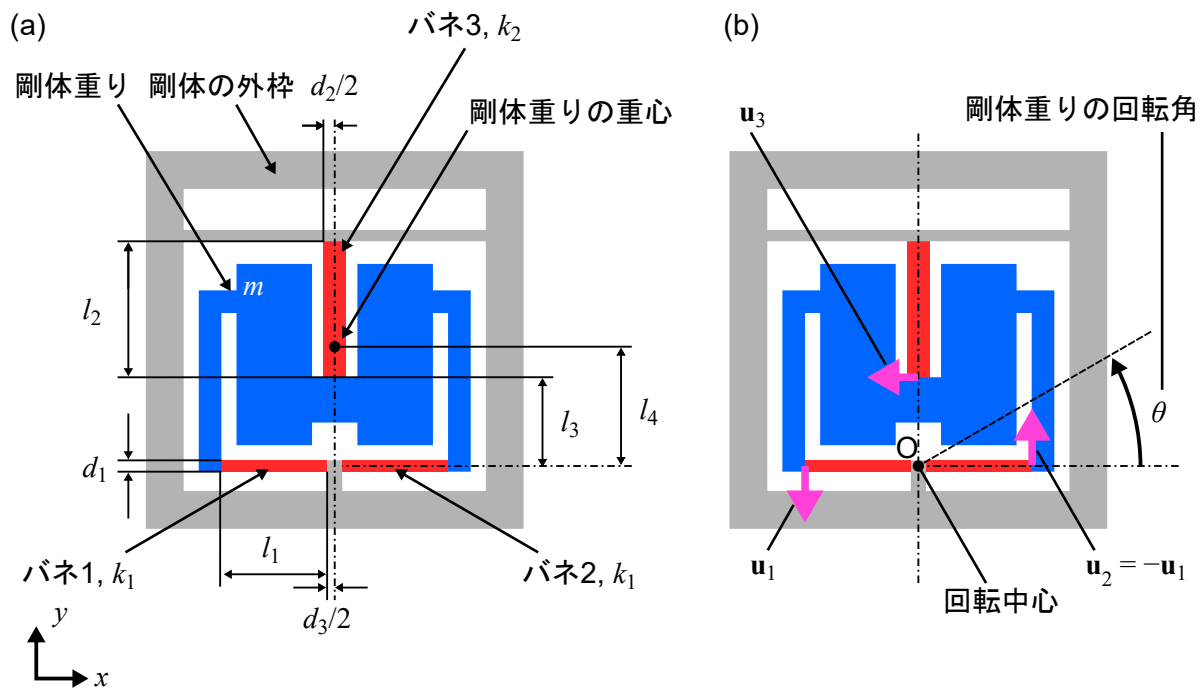 (a)
バネ3, k₂
剛体重り
剛体の外枠
d₂/2
剛体重りの重心
m
l₂
l₃
l₄
d₁
l₁
バネ1, k₁
d₃/2
バネ2, k₁
y
x
(b)
剛体重りの回転角
u₃
O
θ
u₁
u₂ = −u₁
回転中心